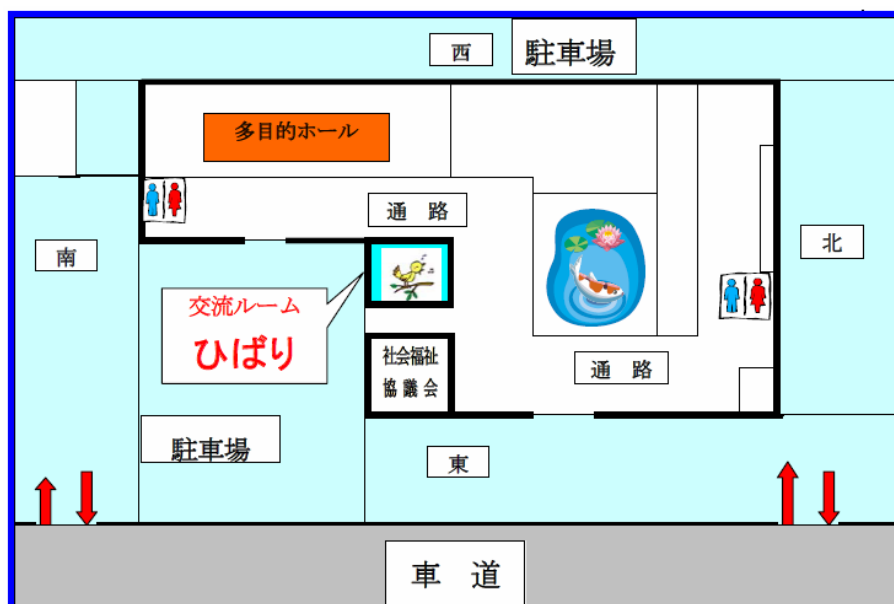 西
駐車場
多目的ホール
通 路
南
北
交流ルーム
ひばり
社会福祉
協議会
通 路
駐車場
東
車 道